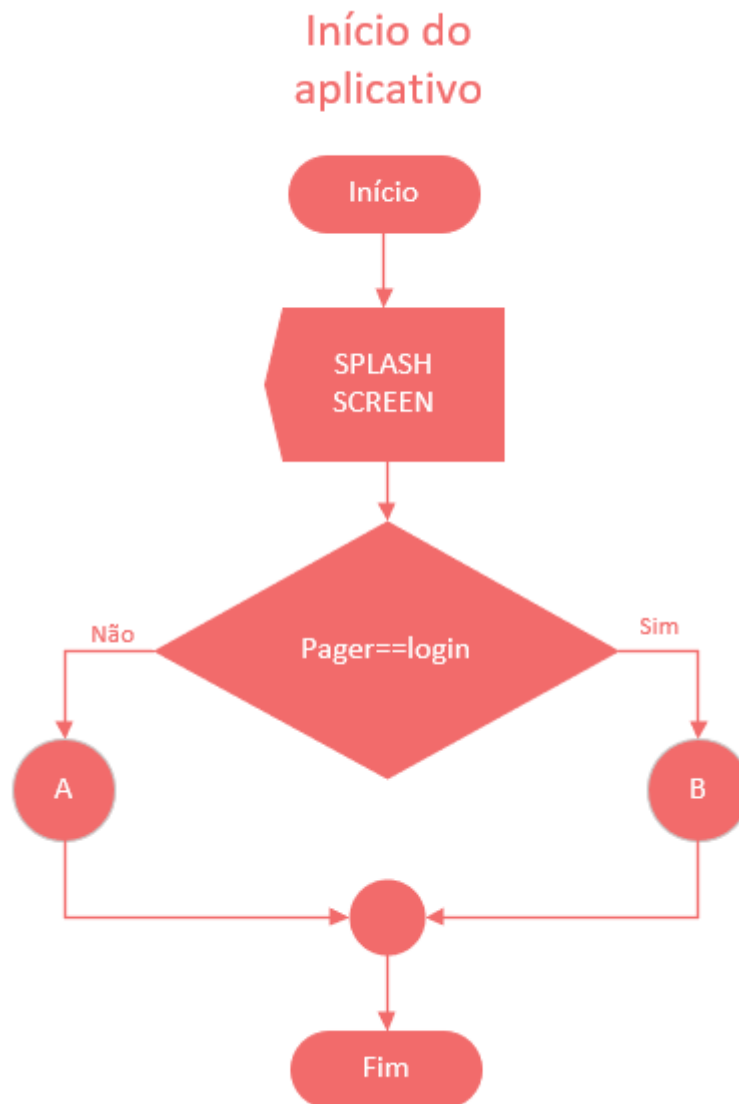 Início do
aplicativo
Início
SPLASH
SCREEN
Não
Pager==login
Sim
A
B
Fim